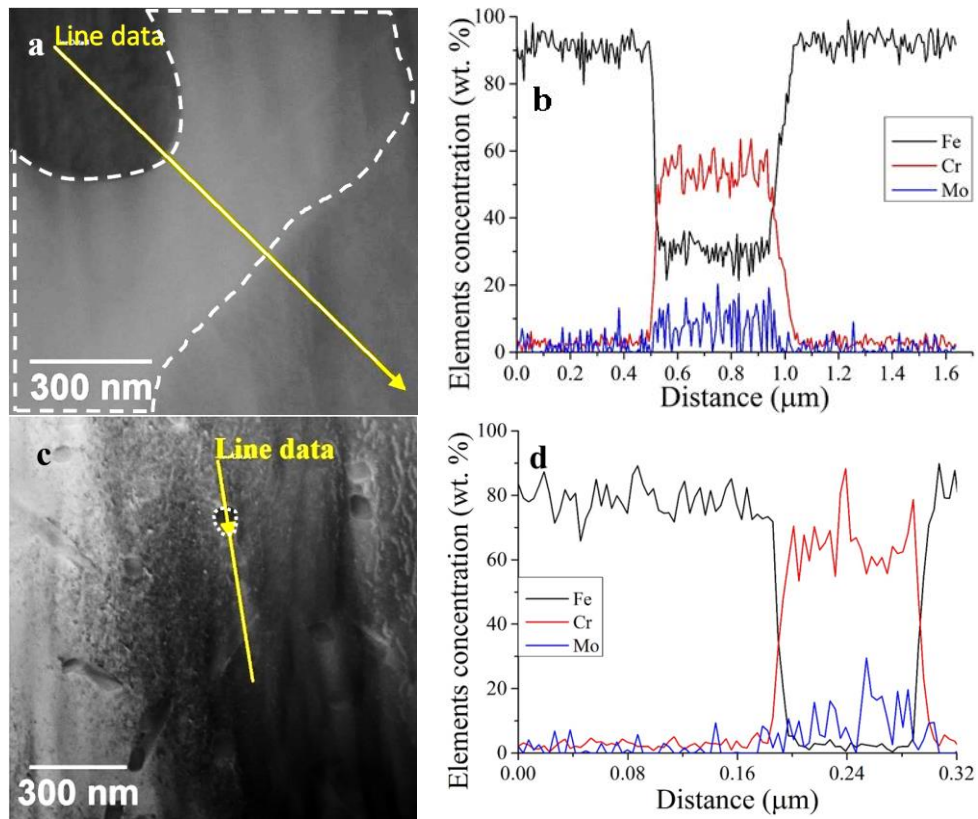 a
Line data
300 nm
b
Elements concentration (wt. %)
100
80
60
40
20
0
Fe
Cr
Mo
0.0 0.2 0.4 0.6 0.8 1.0 1.2 1.4 1.6
Distance (μm)
c
Line data
300 nm
d
Elements concentration (wt. %)
100
80
60
40
20
0
Fe
Cr
Mo
0.00 0.08 0.16 0.24 0.32
Distance (μm)